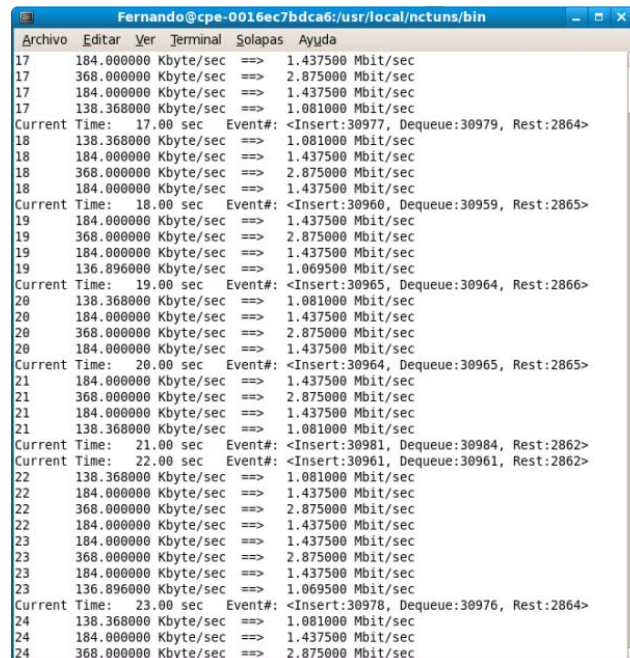 Fernando@cpe-0016ec7bdca6:/usr/local/nctuns/bin
Archivo Editar Ver Terminal Solapas Ayuda
17 184.000000 Kbyte/sec ==> 1.437500 Mbit/sec
17 368.000000 Kbyte/sec ==> 2.875000 Mbit/sec
17 184.000000 Kbyte/sec ==> 1.437500 Mbit/sec
17 138.368000 Kbyte/sec ==> 1.081000 Mbit/sec
Current Time: 17.00 sec Event#: <Insert:30977, Dequeue:30979, Rest:2864>
18 138.368000 Kbyte/sec ==> 1.081000 Mbit/sec
18 184.000000 Kbyte/sec ==> 1.437500 Mbit/sec
18 368.000000 Kbyte/sec ==> 2.875000 Mbit/sec
18 184.000000 Kbyte/sec ==> 1.437500 Mbit/sec
Current Time: 18.00 sec Event#: <Insert:30960, Dequeue:30959, Rest:2865>
19 184.000000 Kbyte/sec ==> 1.437500 Mbit/sec
19 368.000000 Kbyte/sec ==> 2.875000 Mbit/sec
19 184.000000 Kbyte/sec ==> 1.437500 Mbit/sec
19 136.896000 Kbyte/sec ==> 1.069500 Mbit/sec
Current Time: 19.00 sec Event#: <Insert:30965, Dequeue:30964, Rest:2866>
20 138.368000 Kbyte/sec ==> 1.081000 Mbit/sec
20 184.000000 Kbyte/sec ==> 1.437500 Mbit/sec
20 368.000000 Kbyte/sec ==> 2.875000 Mbit/sec
20 184.000000 Kbyte/sec ==> 1.437500 Mbit/sec
Current Time: 20.00 sec Event#: <Insert:30964, Dequeue:30965, Rest:2865>
21 184.000000 Kbyte/sec ==> 1.437500 Mbit/sec
21 368.000000 Kbyte/sec ==> 2.875000 Mbit/sec
21 184.000000 Kbyte/sec ==> 1.437500 Mbit/sec
21 138.368000 Kbyte/sec ==> 1.081000 Mbit/sec
Current Time: 21.00 sec Event#: <Insert:30981, Dequeue:30984, Rest:2862>
Current Time: 22.00 sec Event#: <Insert:30961, Dequeue:30961, Rest:2862>
22 138.368000 Kbyte/sec ==> 1.081000 Mbit/sec
22 184.000000 Kbyte/sec ==> 1.437500 Mbit/sec
22 368.000000 Kbyte/sec ==> 2.875000 Mbit/sec
22 184.000000 Kbyte/sec ==> 1.437500 Mbit/sec
23 184.000000 Kbyte/sec ==> 1.437500 Mbit/sec
23 368.000000 Kbyte/sec ==> 2.875000 Mbit/sec
23 184.000000 Kbyte/sec ==> 1.437500 Mbit/sec
23 136.896000 Kbyte/sec ==> 1.069500 Mbit/sec
Current Time: 23.00 sec Event#: <Insert:30978, Dequeue:30976, Rest:2864>
24 138.368000 Kbyte/sec ==> 1.081000 Mbit/sec
24 184.000000 Kbyte/sec ==> 1.437500 Mbit/sec
24 368.000000 Kbyte/sec ==> 2.875000 Mbit/sec